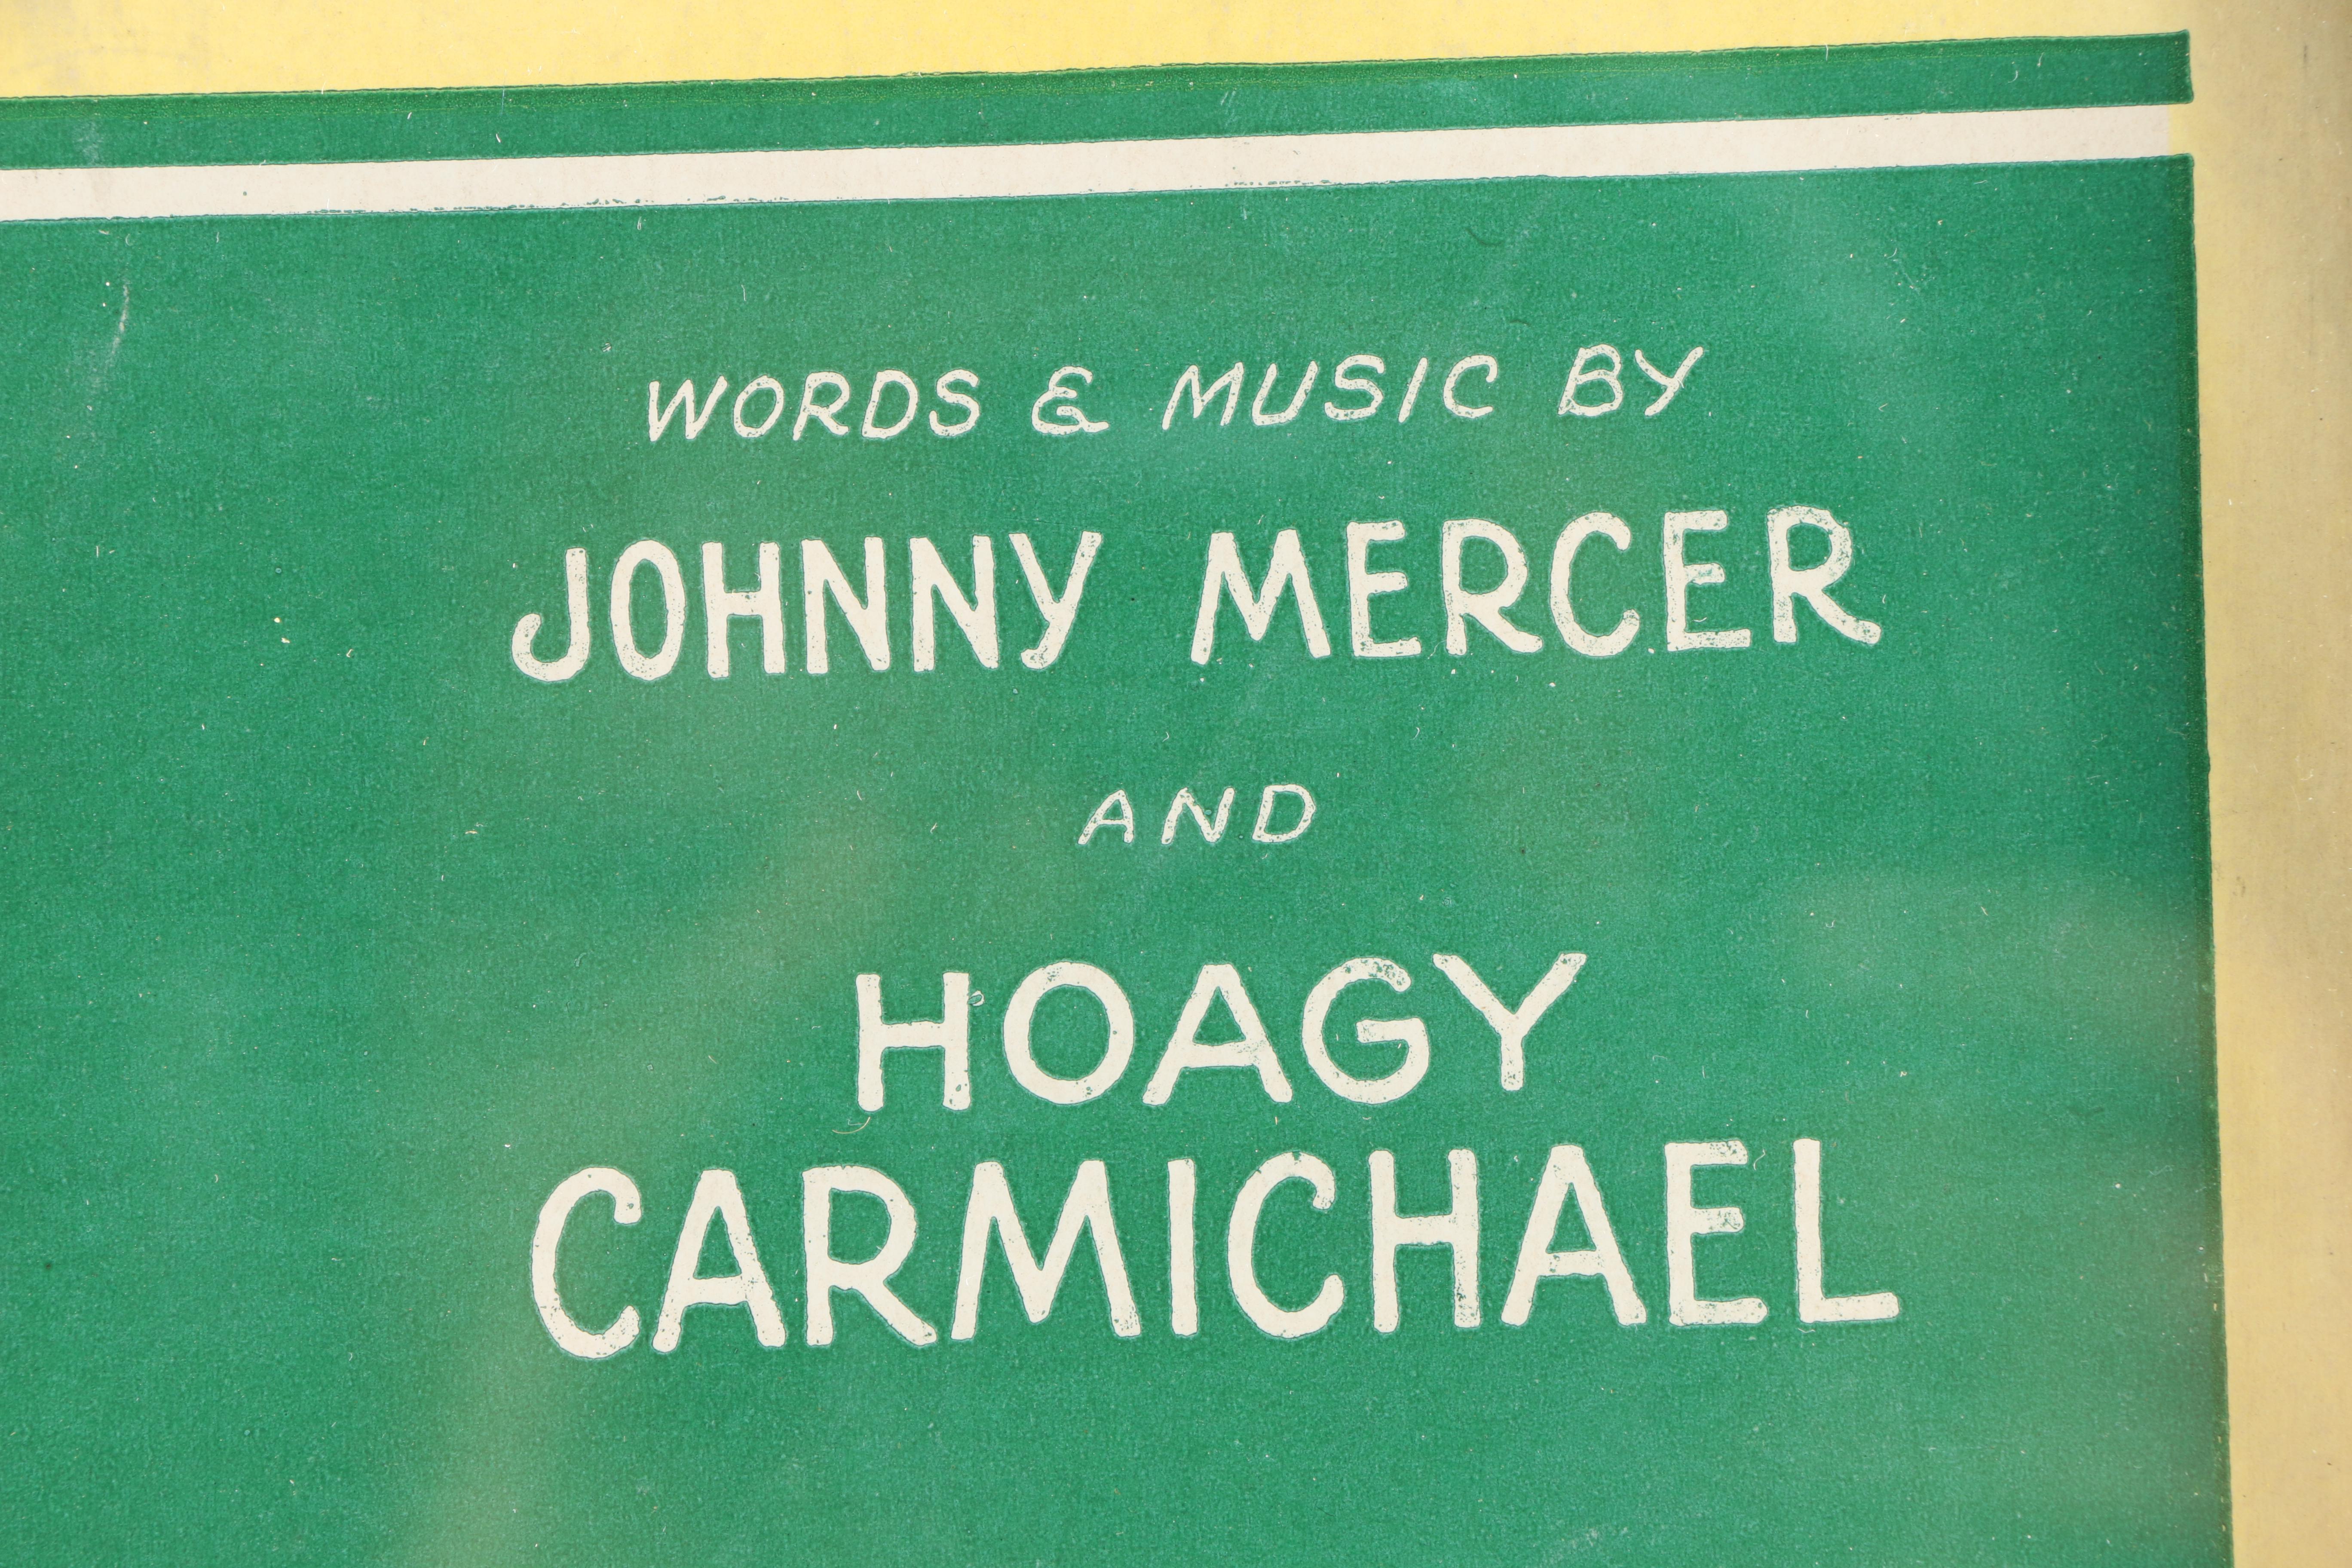 WORDS & MUSIC BY
JOHNNY MERCER
AND
HOAGY
CARMICHAEL